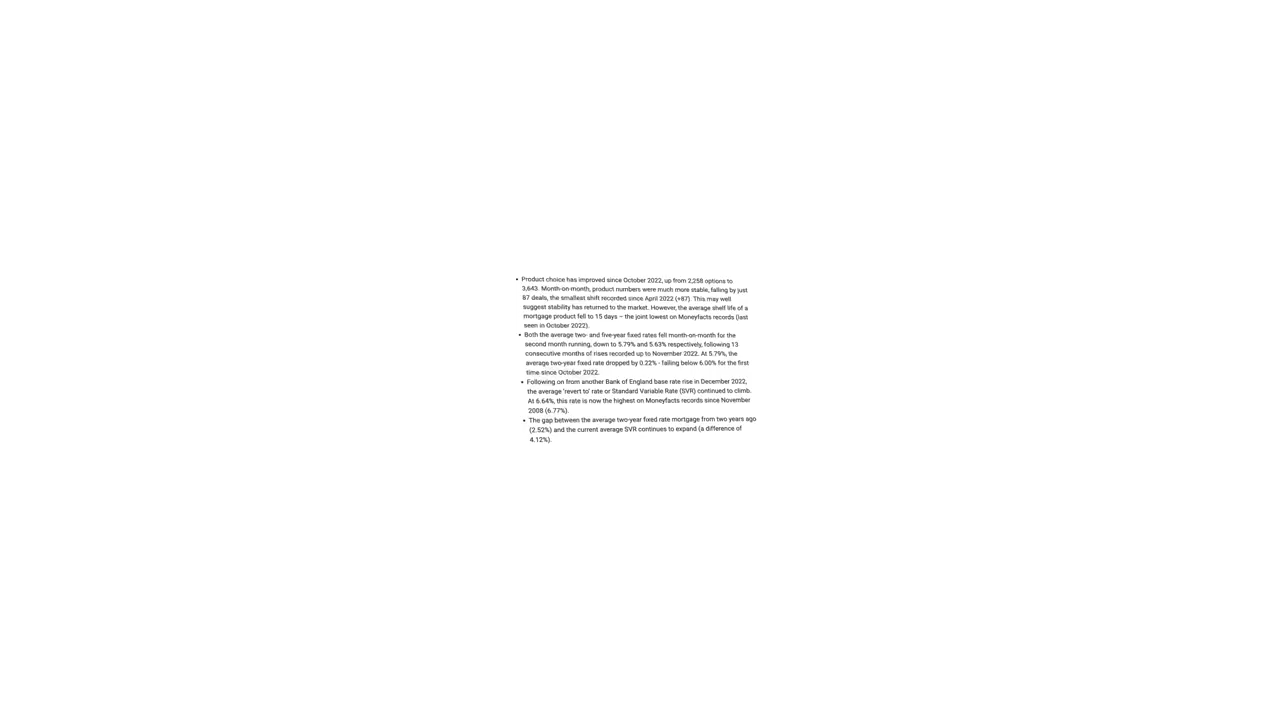 • Product choice has improved since October 2022, up from 2,258 options to
3,643. Month-on-month, product numbers were much more stable, falling by just
87 deals, the smallest shift recorded since April 2022 (+87). This may well
suggest stability has returned to the market. However, the average shelf life of a
mortgage product fell to 15 days – the joint lowest on Moneyfacts records (last
seen in October 2022).
• Both the average two- and five-year fixed rates fell month-on-month for the
second month running, down to 5.79% and 5.63% respectively, following 13
consecutive months of rises recorded up to November 2022. At 5.79%, the
average two-year fixed rate dropped by 0.22% - falling below 6.00% for the first
time since October 2022.
• Following on from another Bank of England base rate rise in December 2022,
the average ‘revert to’ rate or Standard Variable Rate (SVR) continued to climb.
At 6.64%, this rate is now the highest on Moneyfacts records since November
2008 (6.77%).
• The gap between the average two-year fixed rate mortgage from two years ago
(2.52%) and the current average SVR continues to expand (a difference of
4.12%).